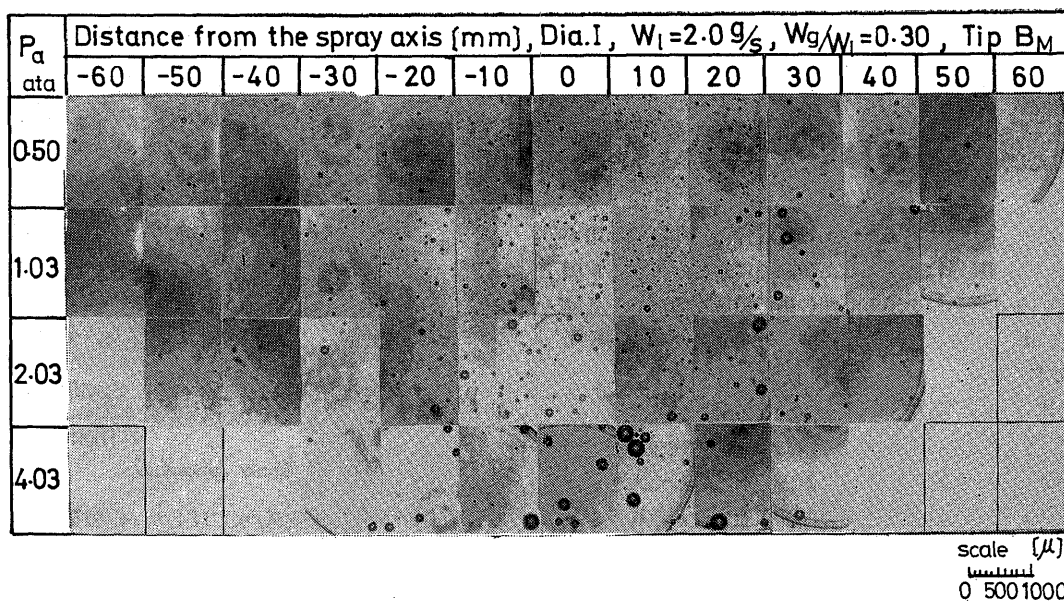 Pa ata Distance from the spray axis (mm), Dia.I, Wl=2.0 g/s, Wg/Wl=0.30, Tip BM
-60 -50 -40 -30 -20 -10 0 10 20 30 40 50 60
0.50
1.03
2.03
4.03
scale [μ]
0 500 1000